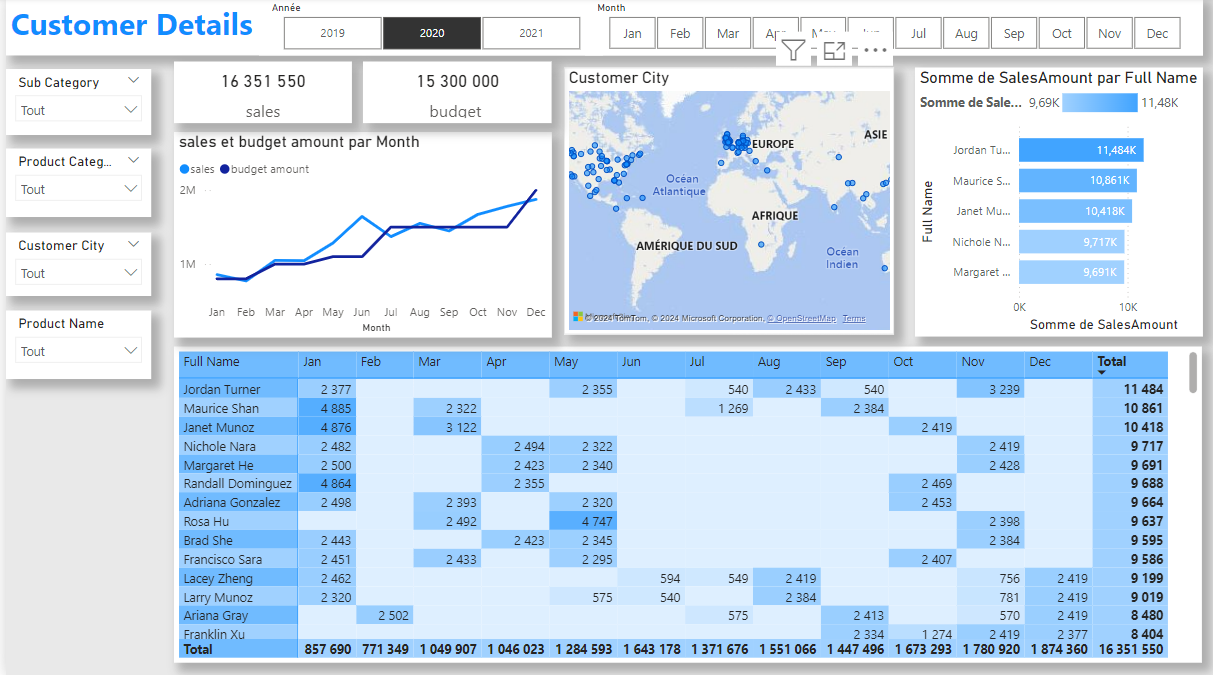 Customer Details
Année
2019 2020 2021
Month
Jan Feb Mar Jul Aug Sep Oct Nov Dec
Sub Category
Tout
Product Categ...
Tout
Customer City
Tout
Product Name
Tout
16 351 550
sales
15 300 000
budget
sales et budget amount par Month
sales budget amount
2M
1M
Jan Feb Mar Apr May Jun Jul Aug Sep Oct Nov Dec
Month
Customer City
EUROPE
ASIE
Océan
Atlantique
AFRIQUE
AMÉRIQUE DU SUD
Océan
Indien
© 2024 TomTom, © 2024 Microsoft Corporation, © OpenStreetMap Terms
Somme de SalesAmount par Full Name
Somme de Sale... 9,69K 11,48K
Full Name
Jordan Tu... 11,484K
Maurice S... 10,861K
Janet Mu... 10,418K
Nichole N... 9,717K
Margaret ... 9,691K
0K 10K
Somme de SalesAmount
Full Name Jan Feb Mar Apr May Jun Jul Aug Sep Oct Nov Dec Total
Jordan Turner 2 377 2 355 540 2 433 540 3 239 11 484
Maurice Shan 4 885 2 322 1 269 2 384 10 861
Janet Munoz 4 876 3 122 2 419 10 418
Nichole Nara 2 482 2 494 2 322 2 419 9 717
Margaret He 2 500 2 423 2 340 2 428 9 691
Randall Dominguez 4 864 2 355 2 469 9 688
Adriana Gonzalez 2 498 2 393 2 320 2 453 9 664
Rosa Hu 2 492 4 747 2 398 9 637
Brad She 2 443 2 423 2 345 2 384 9 595
Francisco Sara 2 451 2 433 2 295 2 407 9 586
Lacey Zheng 2 462 594 549 2 419 756 2 419 9 199
Larry Munoz 2 320 575 540 2 384 781 2 419 9 019
Ariana Gray 2 502 575 2 413 570 2 419 8 480
Franklin Xu 2 334 1 274 2 419 2 377 8 404
Total 857 690 771 349 1 049 907 1 046 023 1 284 593 1 643 178 1 371 676 1 551 066 1 447 496 1 673 293 1 780 920 1 874 360 16 351 550